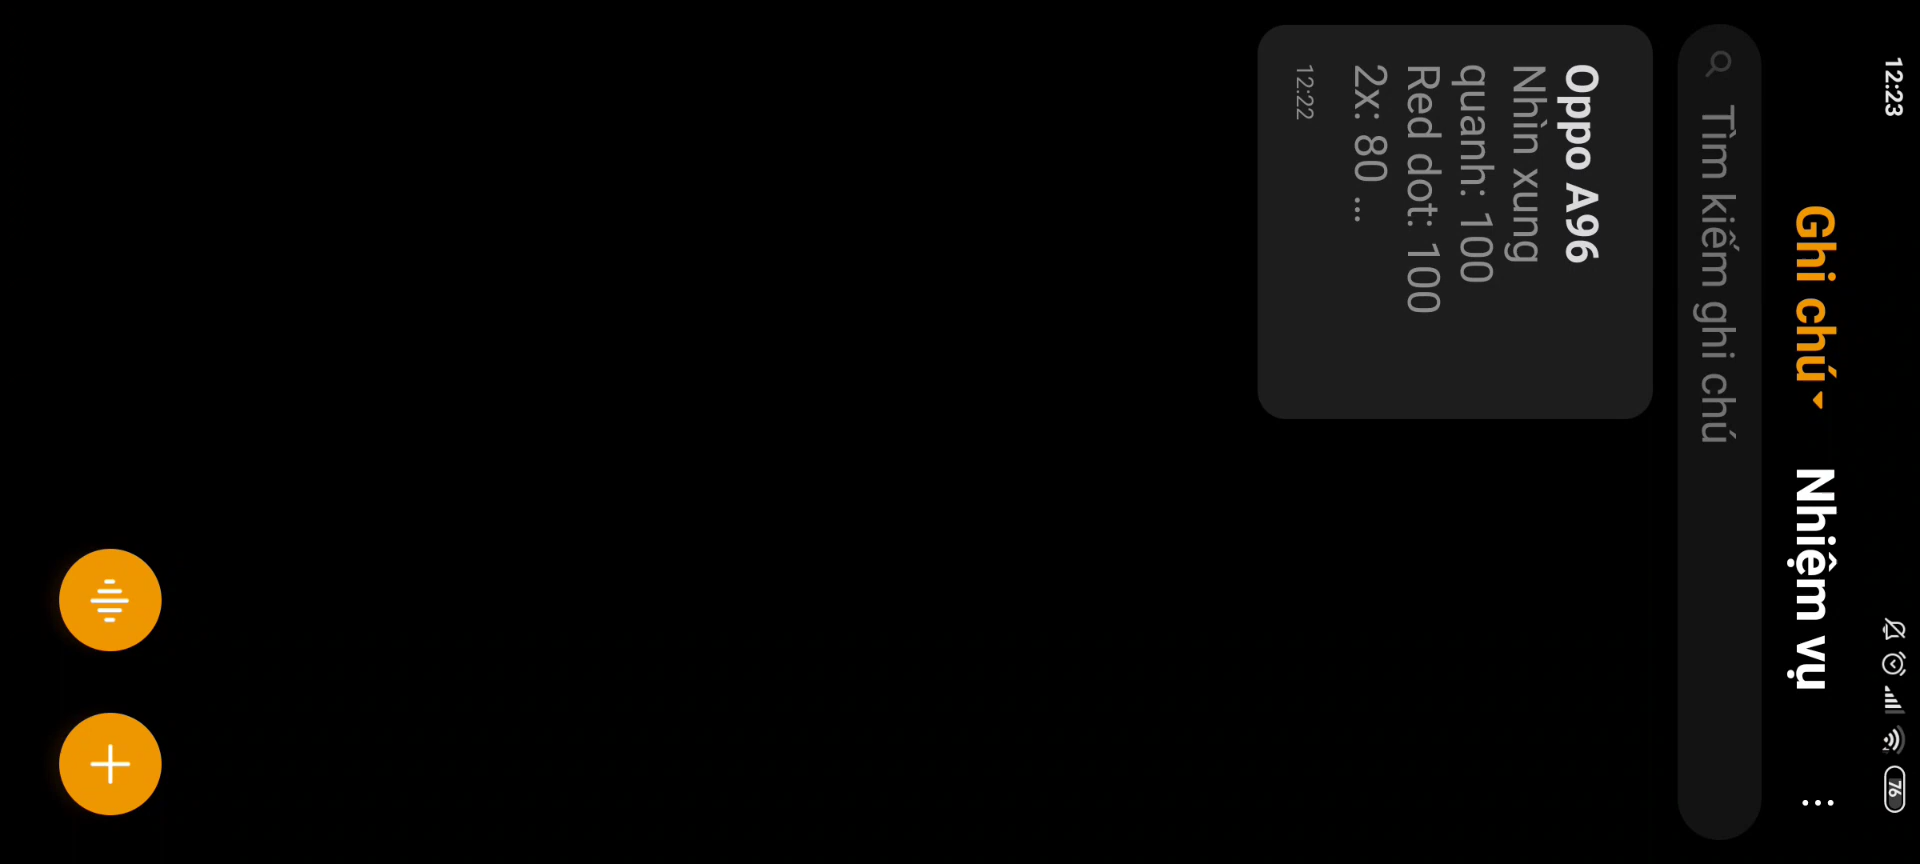 12:23
76
Ghi chú Nhiệm vụ
Tìm kiếm ghi chú
Oppo A96
Nhìn xung
quanh: 100
Red dot: 100
2x: 80 ...
12:22